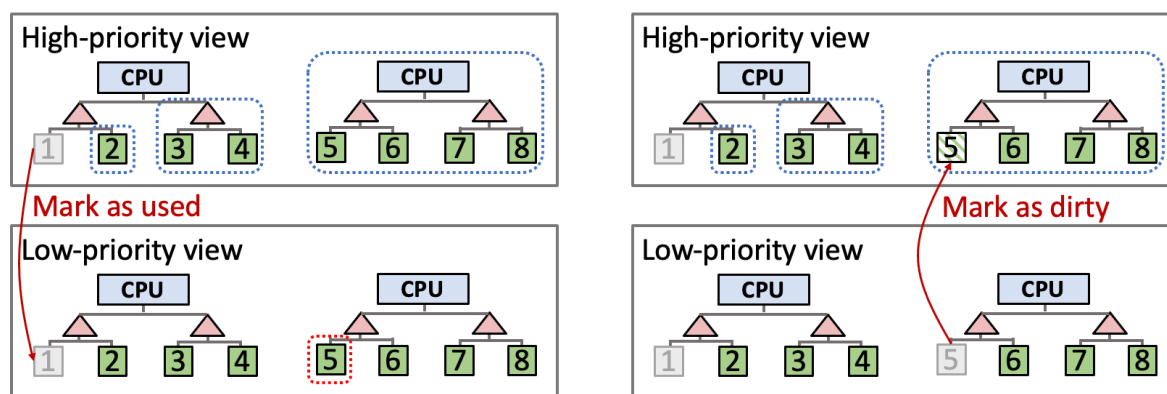 High-priority view
CPU CPU
1 2 3 4 5 6 7 8
Mark as used
Low-priority view
CPU CPU
1 2 3 4 5 6 7 8
High-priority view
CPU CPU
1 2 3 4 5 6 7 8
Mark as dirty
Low-priority view
CPU CPU
1 2 3 4 5 6 7 8